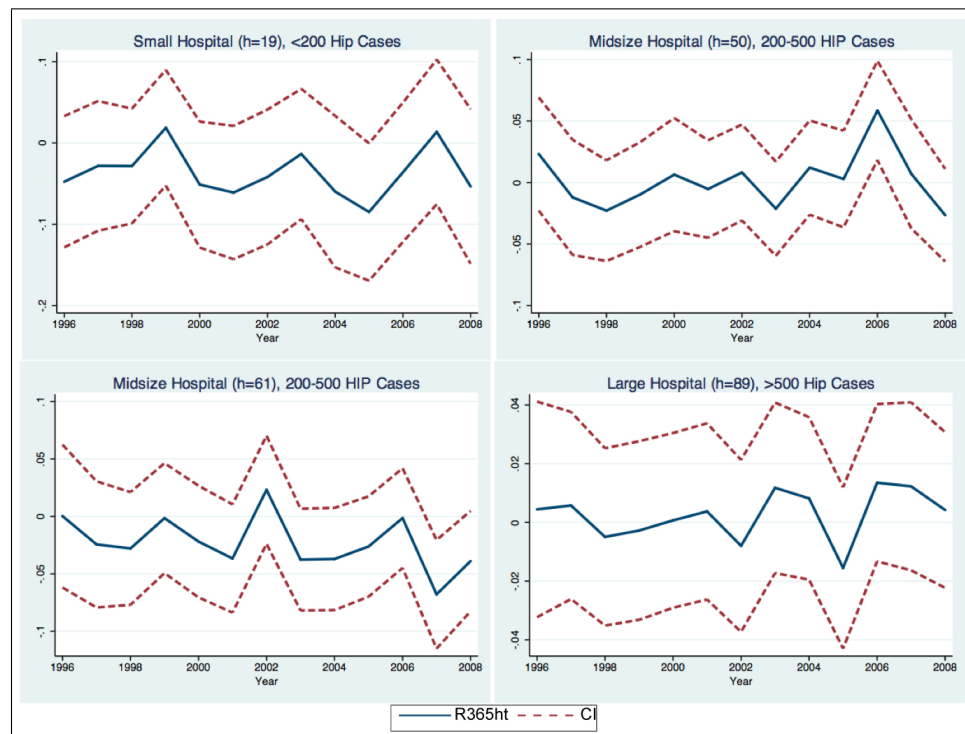 Small Hospital (h=19), <200 Hip Cases
.1
0
-.1
-.2
1996 1998 2000 2002 2004 2006 2008
Year
Midsize Hospital (h=50), 200-500 HIP Cases
.1
.05
0
-.05
-.1
1996 1998 2000 2002 2004 2006 2008
Year
Midsize Hospital (h=61), 200-500 HIP Cases
.1
.05
0
-.05
-.1
1996 1998 2000 2002 2004 2006 2008
Year
Large Hospital (h=89), >500 Hip Cases
.04
.02
0
-.02
-.04
1996 1998 2000 2002 2004 2006 2008
Year
R365ht CI